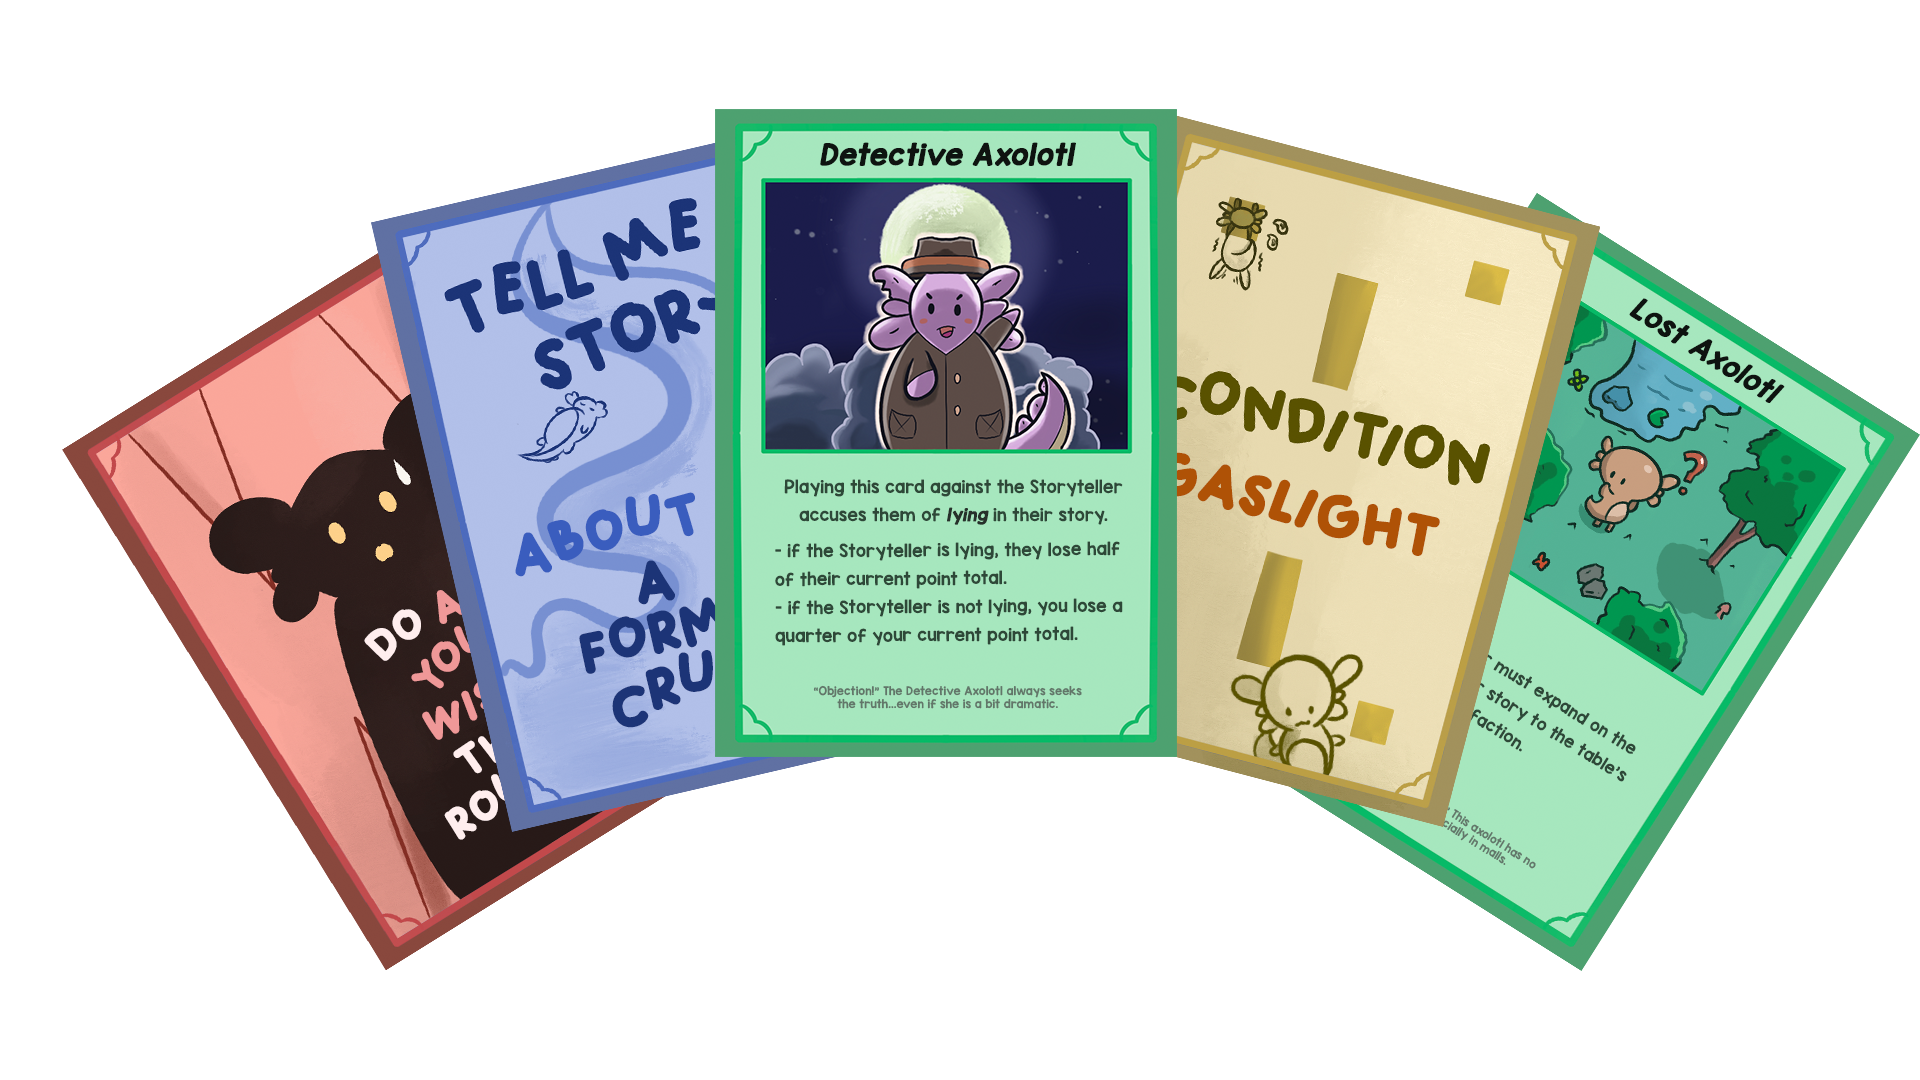 DO A
YOU
WIS
TH
ROU
TELL ME
STOR-
ABOUT
A
FORM
CRU
Detective Axolotl
Playing this card against the Storyteller
accuses them of lying in their story.
- if the Storyteller is lying, they lose half
of their current point total.
- if the Storyteller is not lying, you lose a
quarter of your current point total.
"Objection!" The Detective Axolotl always seeks
the truth...even if she is a bit dramatic.
CONDITION
GASLIGHT
Lost Axolotl
must expand on the
story to the table's
faction.
" This axolotl has no
cially in malls.